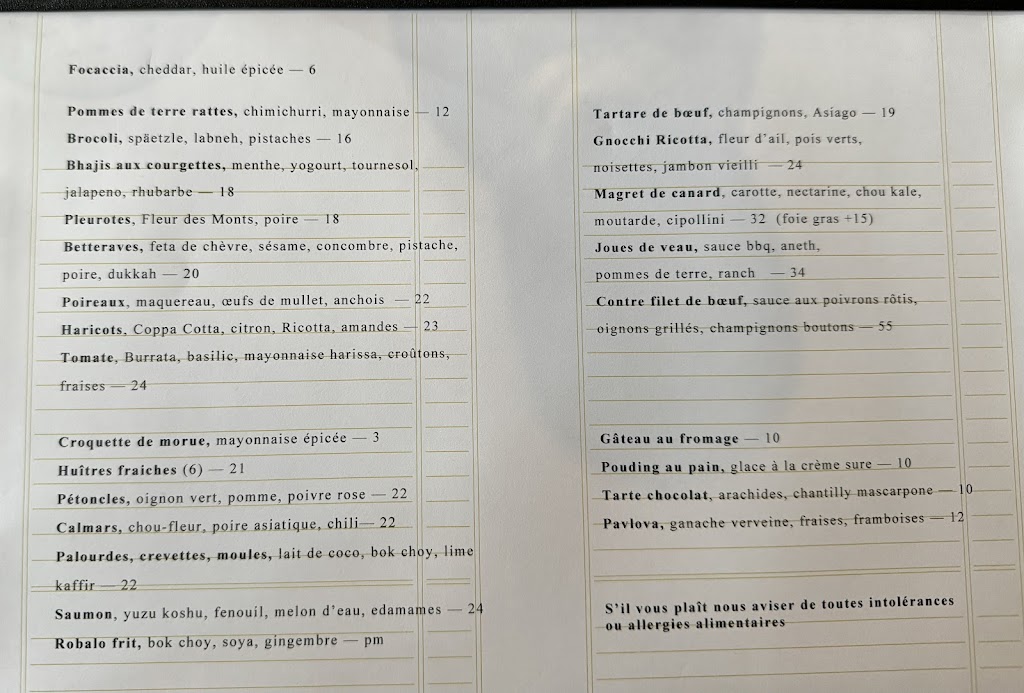 Focaccia, cheddar, huile épicée — 6
Pommes de terre rattes, chimichurri, mayonnaise — 12
Brocoli, späetzle, labneh, pistaches — 16
Bhajis aux courgettes, menthe, yogourt, tournesol,
jalapeno, rhubarbe — 18
Pleurotes, Fleur des Monts, poire — 18
Betteraves, feta de chèvre, sésame, concombre, pistache,
poire, dukkah — 20
Poireaux, maquereau, œufs de mullet, anchois — 22
Haricots, Coppa Cotta, citron, Ricotta, amandes — 23
Tomate, Burrata, basilic, mayonnaise harissa, croûtons,
fraises — 24
Croquette de morue, mayonnaise épicée — 3
Huîtres fraiches (6) — 21
Pétoncles, oignon vert, pomme, poivre rose — 22
Calmars, chou-fleur, poire asiatique, chili— 22
Palourdes, crevettes, moules, lait de coco, bok choy, lime
kaffir — 22
Saumon, yuzu koshu, fenouil, melon d'eau, edamames — 24
Robalo frit, bok choy, soya, gingembre — pm
Tartare de bœuf, champignons, Asiago — 19
Gnocchi Ricotta, fleur d'ail, pois verts,
noisettes, jambon vieilli — 24
Magret de canard, carotte, nectarine, chou kale,
moutarde, cipollini — 32 (foie gras +15)
Joues de veau, sauce bbq, aneth,
pommes de terre, ranch — 34
Contre filet de bœuf, sauce aux poivrons rôtis,
oignons grillés, champignons boutons — 55
Gâteau au fromage — 10
Pouding au pain, glace à la crème sure — 10
Tarte chocolat, arachides, chantilly mascarpone — 10
Pavlova, ganache verveine, fraises, framboises — 12
S'il vous plaît nous aviser de toutes intolérances
ou allergies alimentaires